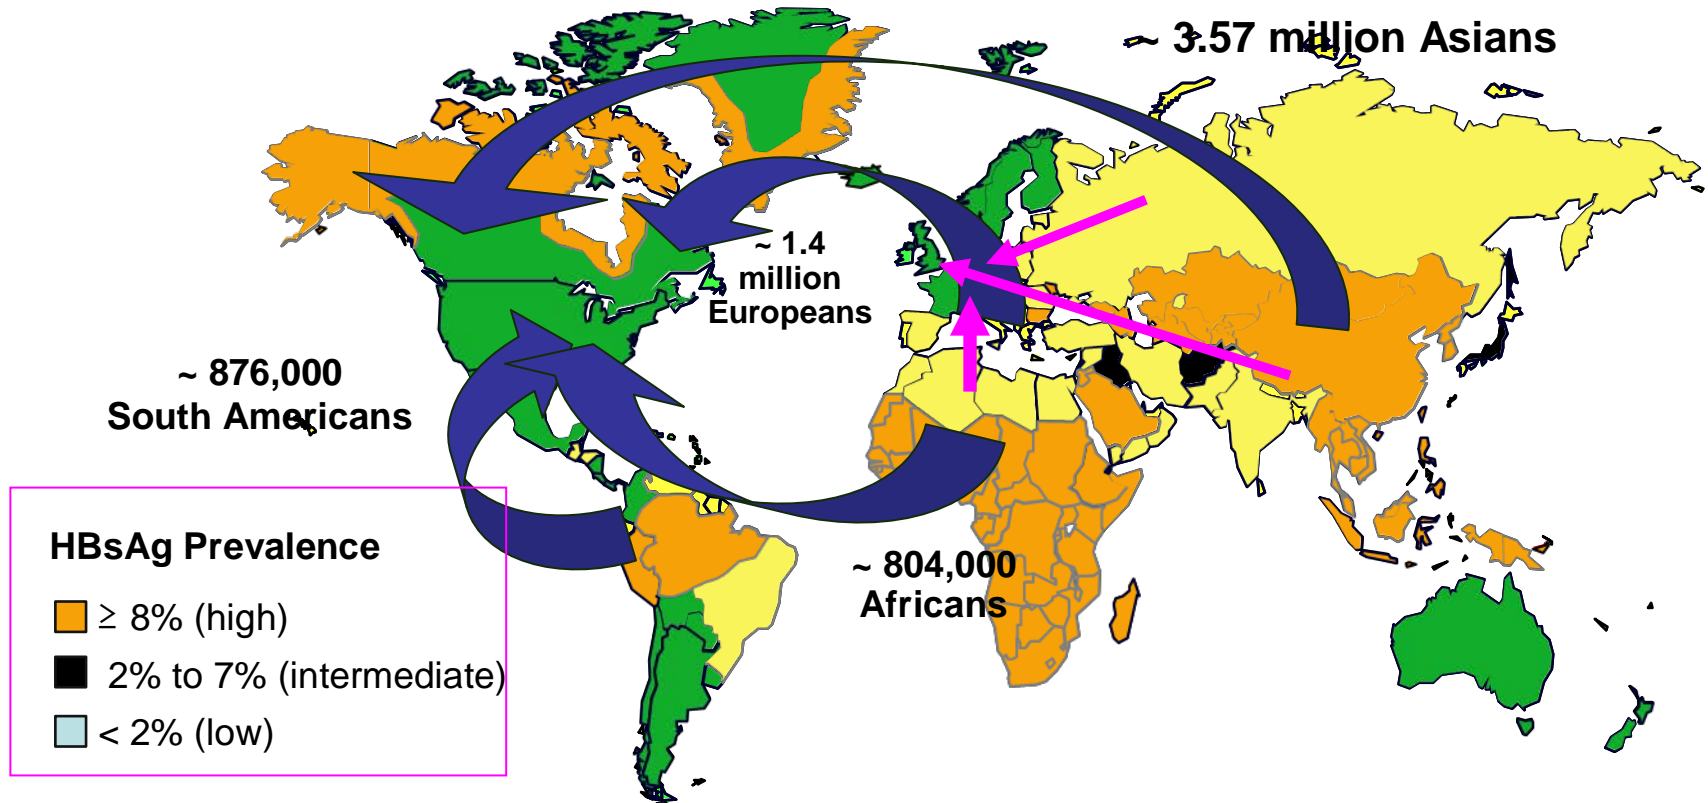 ~ 3.57 million Asians
~ 1.4
million
Europeans
~ 876,000
South Americans
~ 804,000
Africans
HBsAg Prevalence
≥ 8% (high)
2% to 7% (intermediate)
< 2% (low)